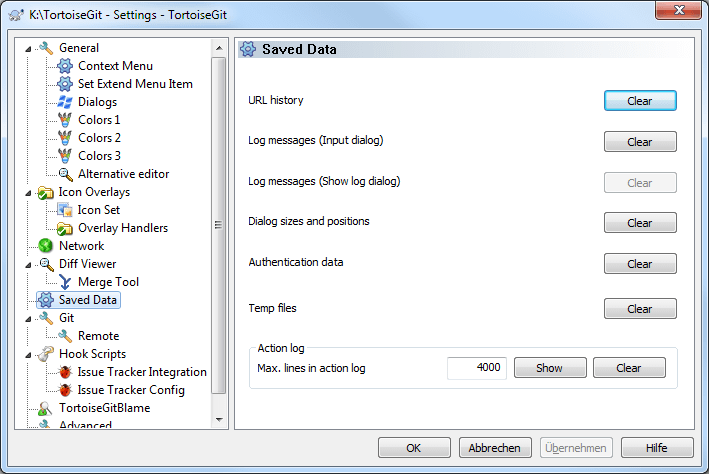 K:\TortoiseGit - Settings - TortoiseGit
General
Context Menu
Set Extend Menu Item
Dialogs
Colors 1
Colors 2
Colors 3
Alternative editor
Icon Overlays
Icon Set
Overlay Handlers
Network
Diff Viewer
Merge Tool
Saved Data
Git
Remote
Hook Scripts
Issue Tracker Integration
Issue Tracker Config
TortoiseGitBlame
Advanced
Saved Data
URL history Clear
Log messages (Input dialog) Clear
Log messages (Show log dialog) Clear
Dialog sizes and positions Clear
Authentication data Clear
Temp files Clear
Action log
Max. lines in action log 4000 Show Clear
OK Abbrechen Übernehmen Hilfe